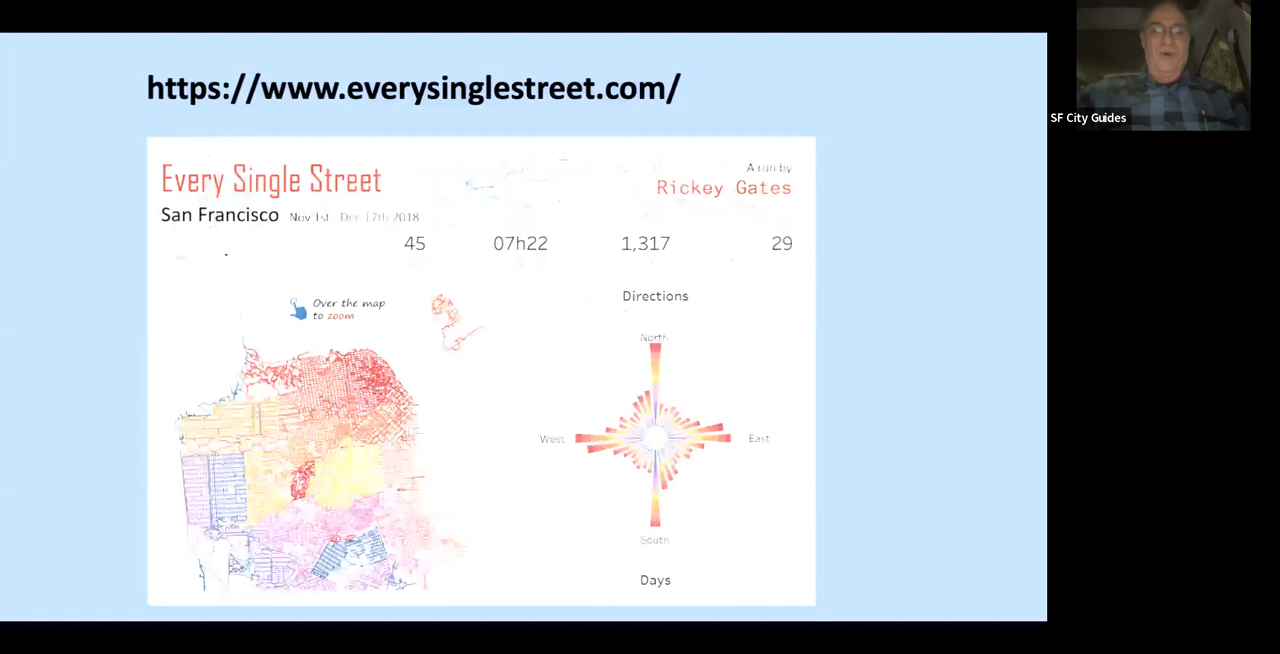 https://www.everysinglestreet.com/
Every Single Street
A run by
Rickey Gates
San Francisco Nov 1st Dec 17th 2018
45 07h22 1,317 29
Over the map
to zoom
Directions
North
West
East
South
Days
SF City Guides